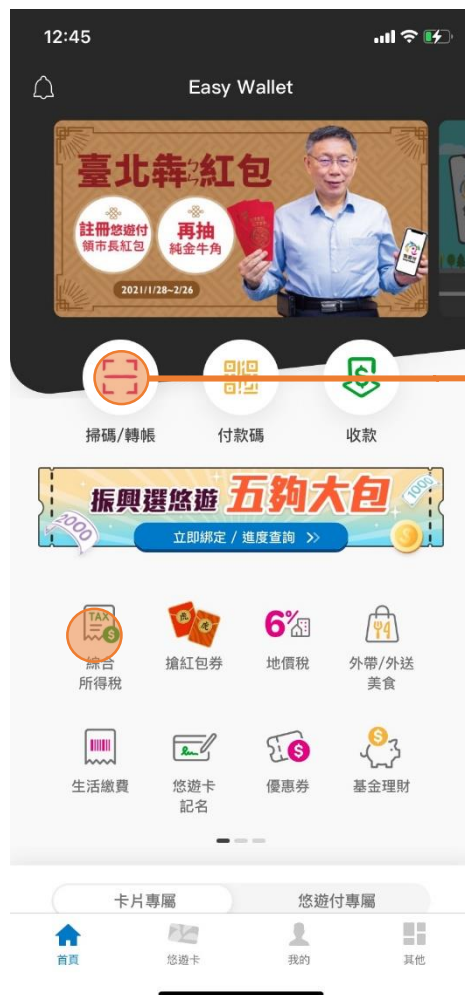 12:45
Easy Wallet
臺北犇ㄅㄣ紅包
註冊悠遊付
領市長紅包
再抽
純金牛角
2021/1/28~2/26
掃碼/轉帳
付款碼
收款
振興選悠遊 五夠大包
2000
1000
立即綁定 / 進度查詢 >>
TAX
綜合
所得稅
搶紅包券
6%
地價稅
外帶/外送
美食
生活繳費
悠遊卡
記名
優惠券
基金理財
卡片專屬
悠遊付專屬
首頁
悠遊卡
我的
其他